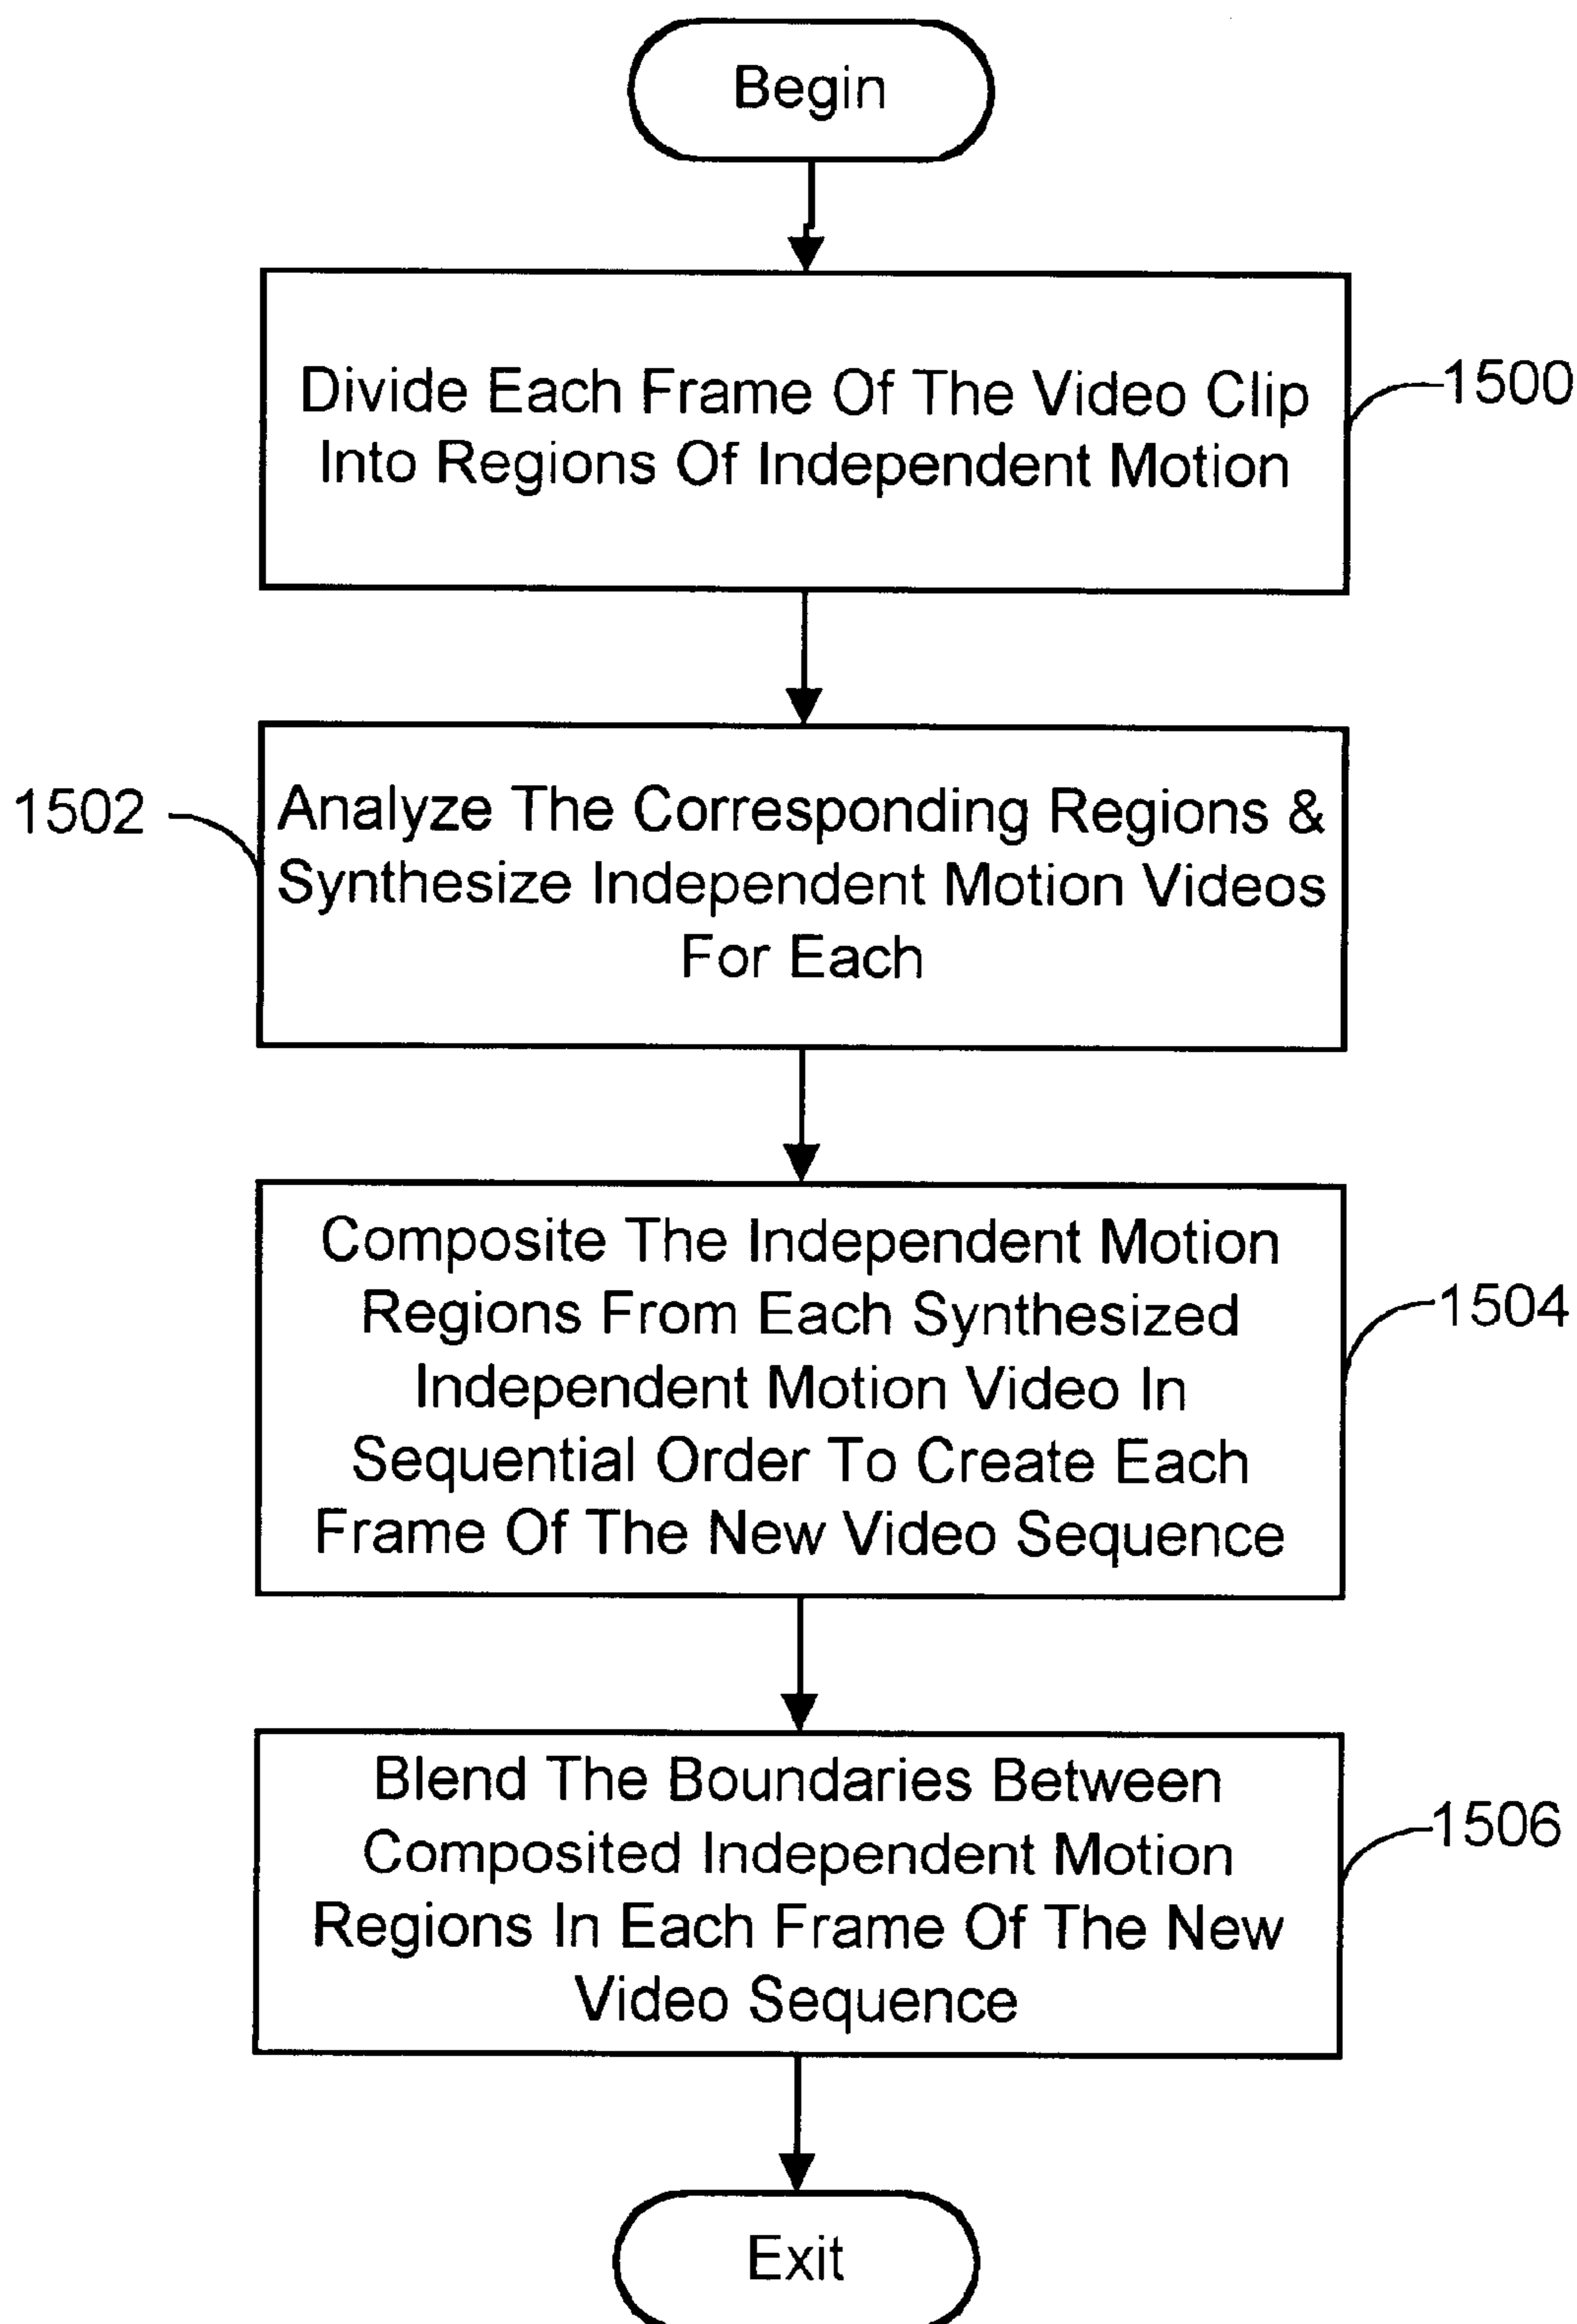 Begin
Divide Each Frame Of The Video Clip
Into Regions Of Independent Motion
1500
1502
Analyze The Corresponding Regions &
Synthesize Independent Motion Videos
For Each
Composite The Independent Motion
Regions From Each Synthesized
Independent Motion Video In
Sequential Order To Create Each
Frame Of The New Video Sequence
1504
Blend The Boundaries Between
Composited Independent Motion
Regions In Each Frame Of The New
Video Sequence
1506
Exit